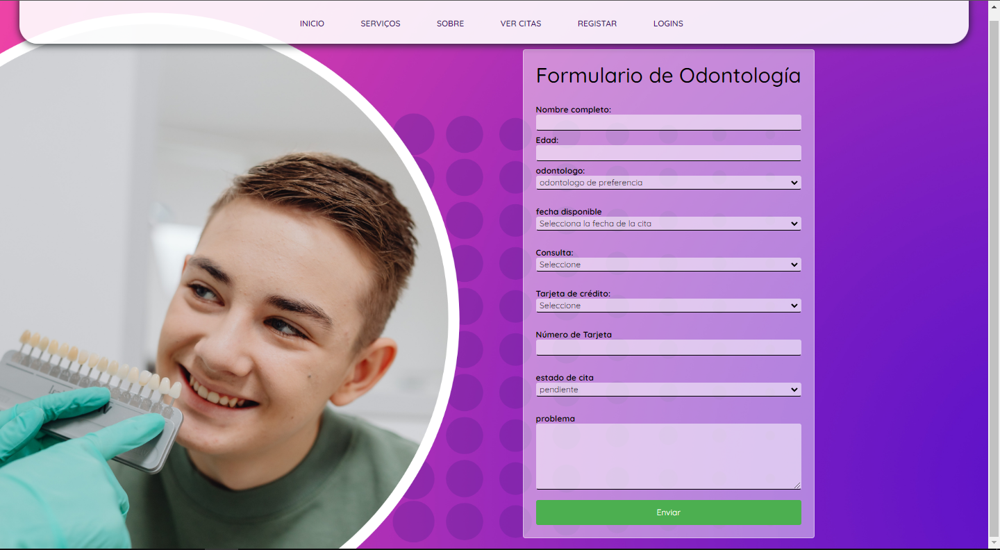 INICIO
SERVIÇOS
SOBRE
VER CITAS
REGISTAR
LOGINS
Formulario de Odontología
Nombre completo:
Edad:
odontologo:
odontologo de preferencia
fecha disponible
Selecciona la fecha de la cita
Consulta:
Seleccione
Tarjeta de crédito:
Seleccione
Número de Tarjeta
estado de cita
pendiente
problema
Enviar